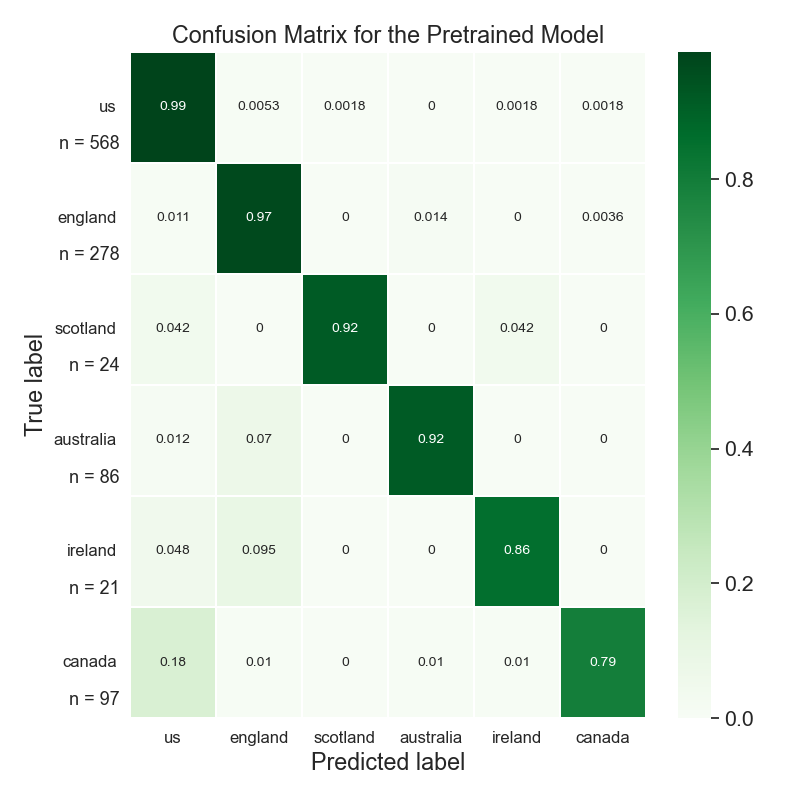 Confusion Matrix for the Pretrained Model
True label
us
n = 568
0.99 0.0053 0.0018 0 0.0018 0.0018
england
n = 278
0.011 0.97 0 0.014 0 0.0036
scotland
n = 24
0.042 0 0.92 0 0.042 0
australia
n = 86
0.012 0.07 0 0.92 0 0
ireland
n = 21
0.048 0.095 0 0 0.86 0
canada
n = 97
0.18 0.01 0 0.01 0.01 0.79
us england scotland australia ireland canada
Predicted label
0.8
0.6
0.4
0.2
0.0